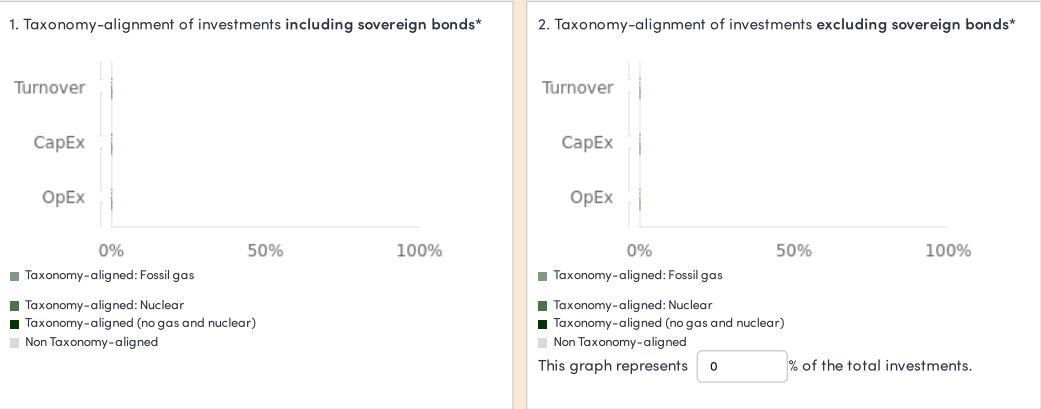 1. Taxonomy-alignment of investments including sovereign bonds*
Turnover
CapEx
OpEx
0% 50% 100%
Taxonomy-aligned: Fossil gas
Taxonomy-aligned: Nuclear
Taxonomy-aligned (no gas and nuclear)
Non Taxonomy-aligned
2. Taxonomy-alignment of investments excluding sovereign bonds*
Turnover
CapEx
OpEx
0% 50% 100%
Taxonomy-aligned: Fossil gas
Taxonomy-aligned: Nuclear
Taxonomy-aligned (no gas and nuclear)
Non Taxonomy-aligned
This graph represents 0 % of the total investments.